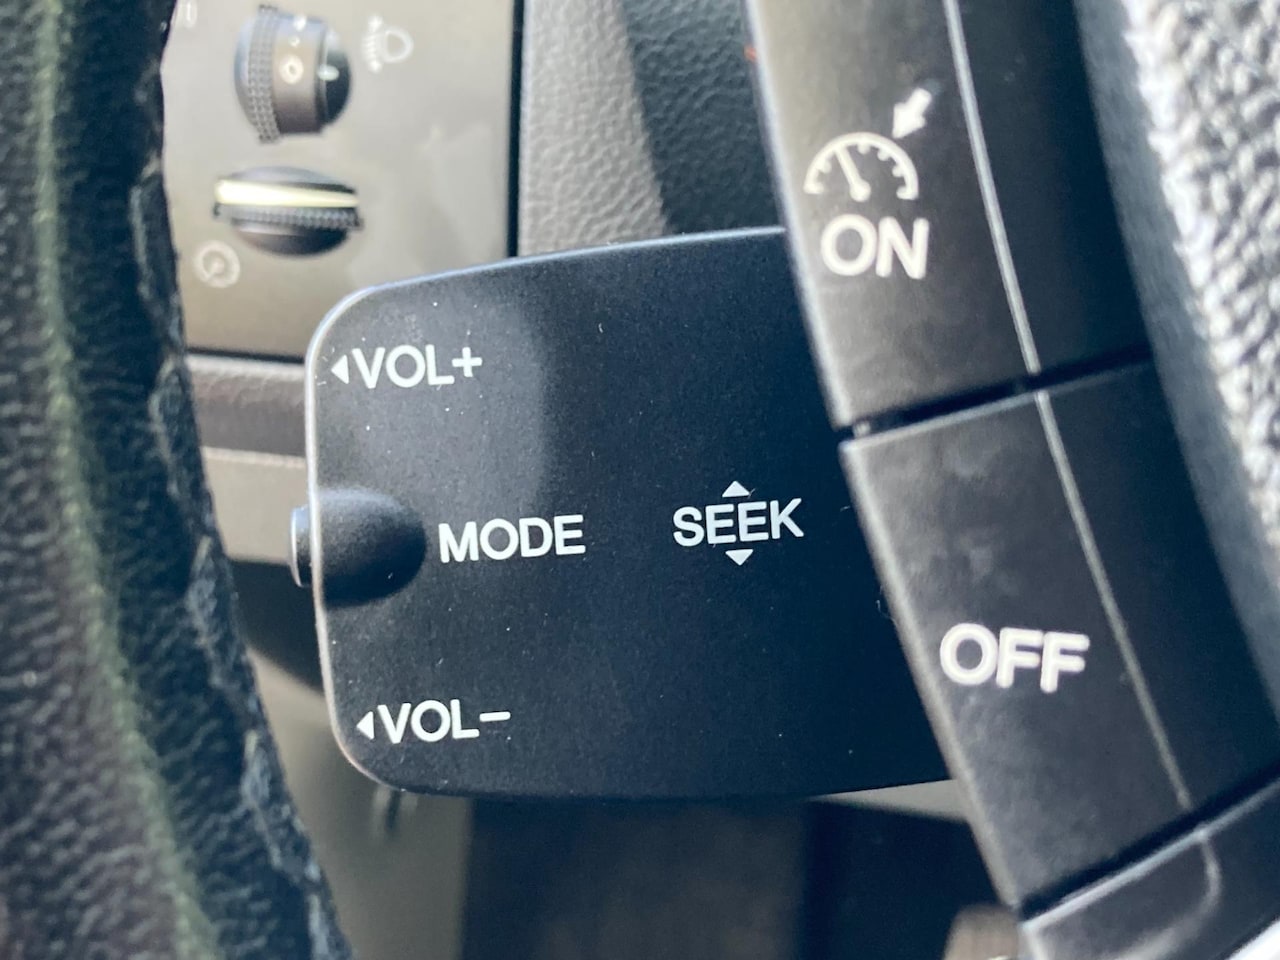 ON
◂VOL+
MODE
SEEK
OFF
◂VOL−